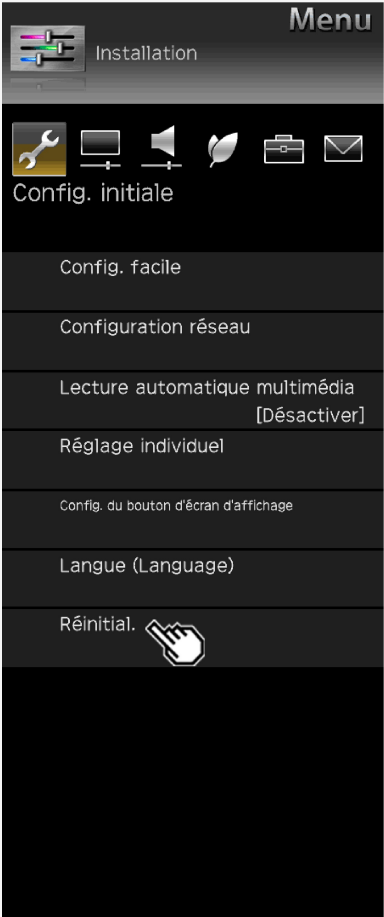 Menu
Installation
Config. initiale
Config. facile
Configuration réseau
Lecture automatique multimédia
[Désactiver]
Réglage individuel
Config. du bouton d'écran d'affichage
Langue (Language)
Réinitial.